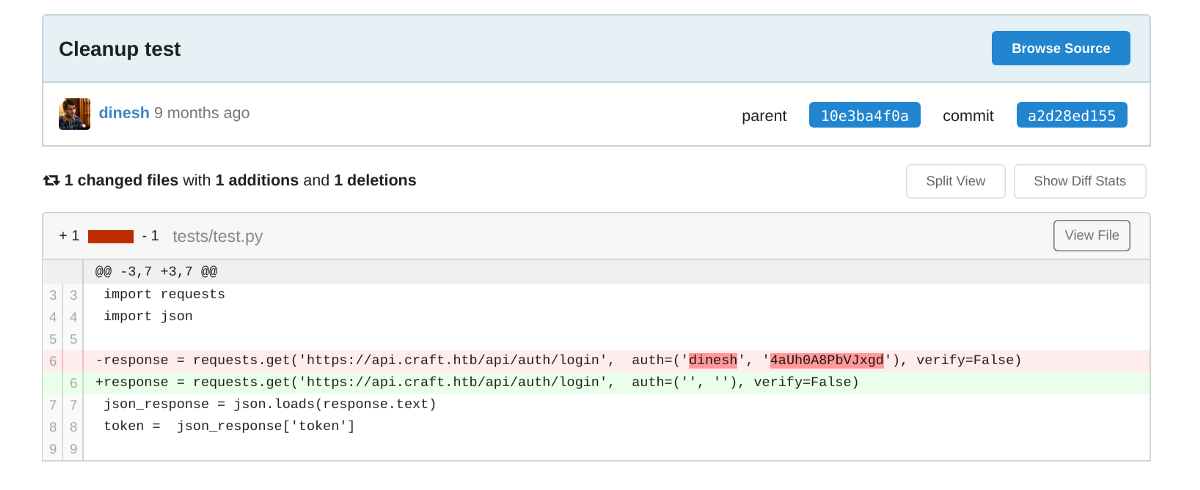 Cleanup test
Browse Source
dinesh 9 months ago
parent 10e3ba4f0a commit a2d28ed155
1 changed files with 1 additions and 1 deletions
Split View
Show Diff Stats
+ 1 - 1 tests/test.py
View File
@@ -3,7 +3,7 @@
3 3 import requests
4 4 import json
5 5
6 -response = requests.get('https://api.craft.htb/api/auth/login',  auth=('dinesh', '4aUh0A8PbVJxgd'), verify=False)
6 +response = requests.get('https://api.craft.htb/api/auth/login',  auth=('', ''), verify=False)
7 7 json_response = json.loads(response.text)
8 8 token =  json_response['token']
9 9